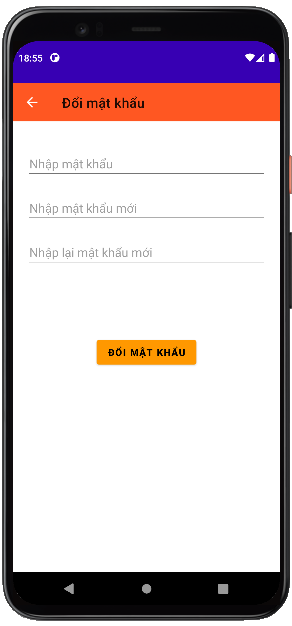 18:55
Đổi mật khẩu
Nhập mật khẩu
Nhập mật khẩu mới
Nhập lại mật khẩu mới
ĐỔI MẬT KHẨU